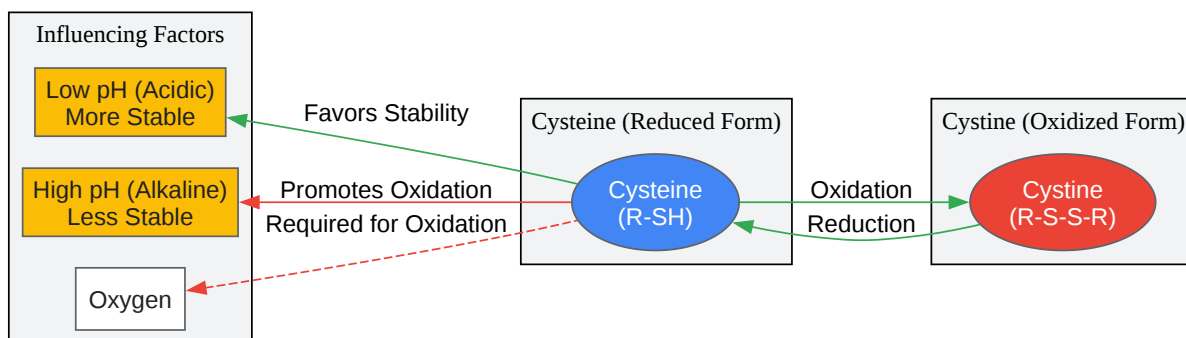 Influencing Factors
Low pH (Acidic)
More Stable
High pH (Alkaline)
Less Stable
Oxygen
Favors Stability
Promotes Oxidation
Required for Oxidation
Cysteine (Reduced Form)
Cysteine
(R-SH)
Oxidation
Reduction
Cystine (Oxidized Form)
Cystine
(R-S-S-R)